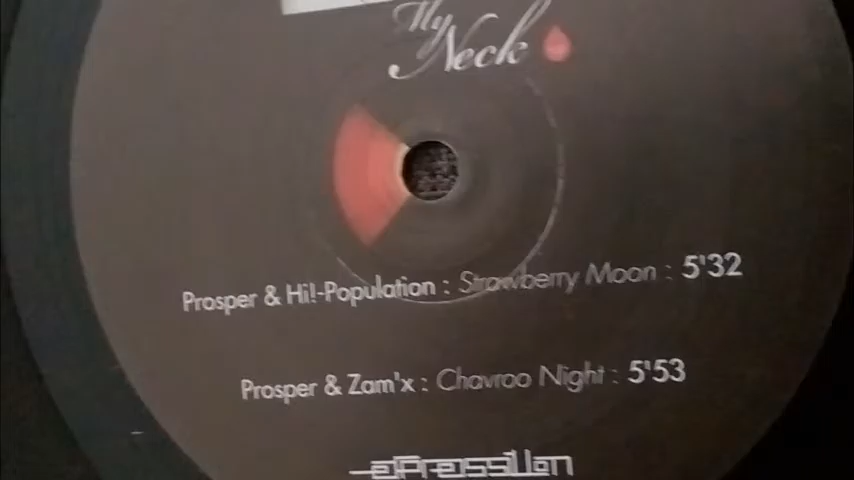 My
Neck
Prosper & Hi!-Population : Strawberry Moon : 5'32
Prosper & Zam'x : Chavroo Night : 5'53